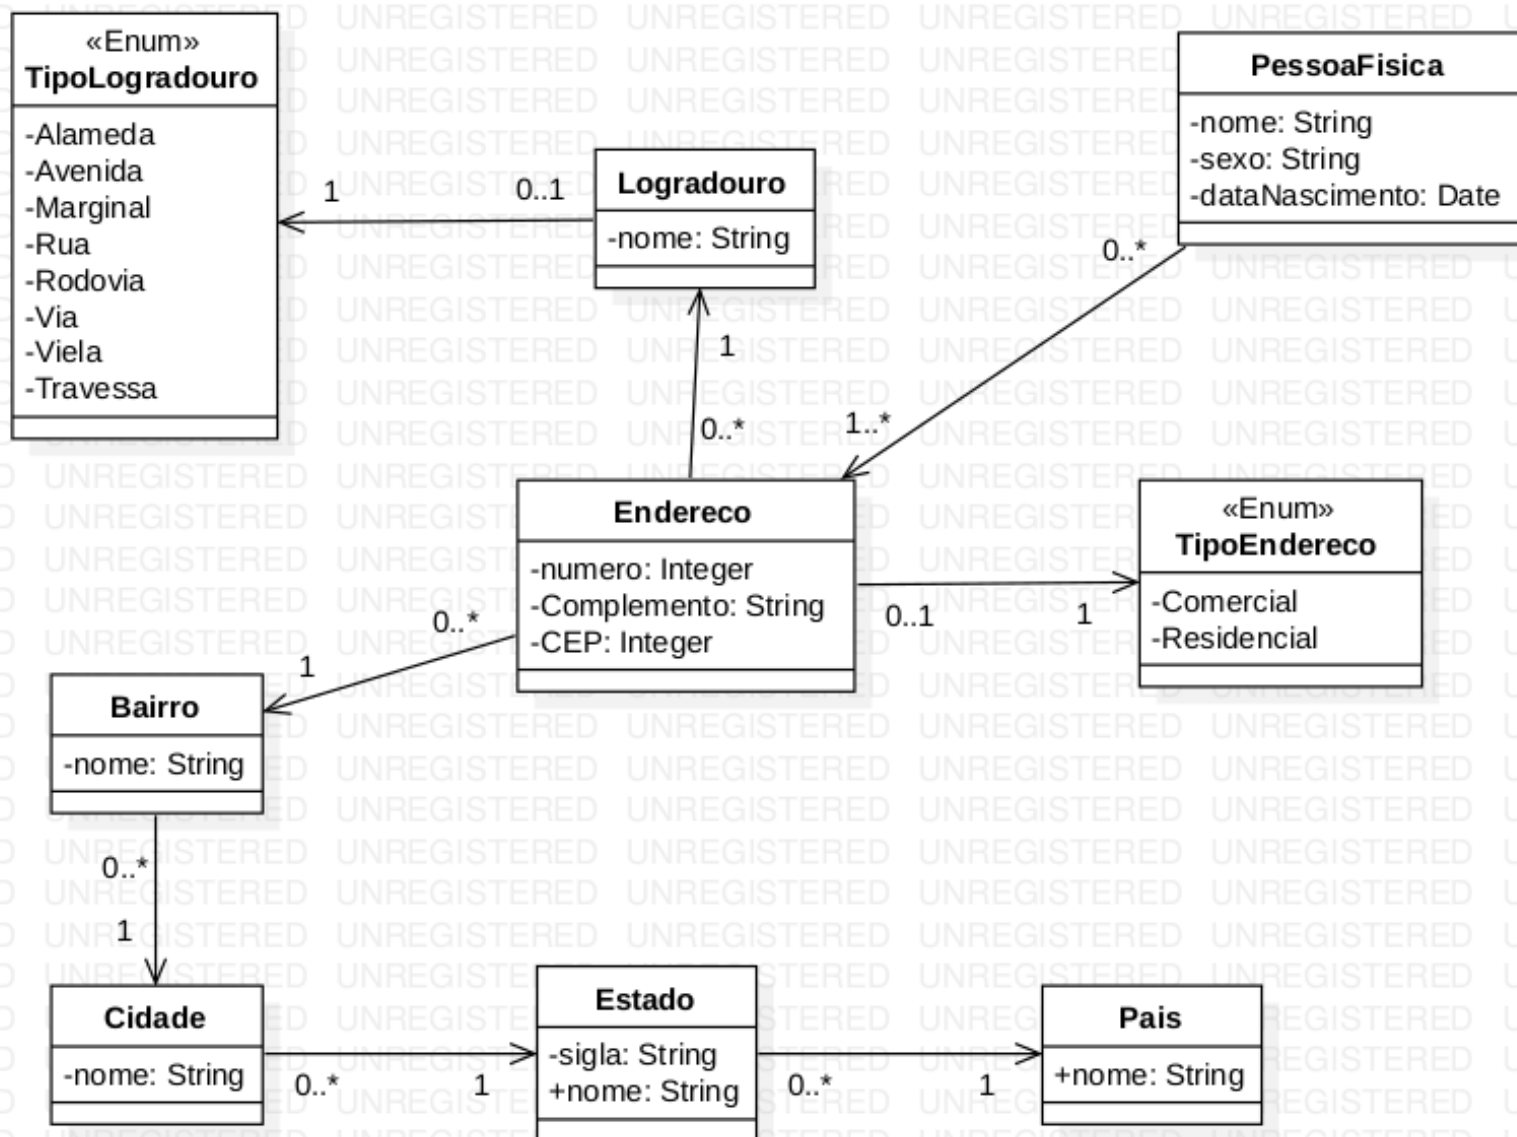 «Enum»
TipoLogradouro
-Alameda
-Avenida
-Marginal
-Rua
-Rodovia
-Via
-Viela
-Travessa
1
0..1
Logradouro
-nome: String
PessoaFisica
-nome: String
-sexo: String
-dataNascimento: Date
0..*
1..*
1
0..*
Endereco
-numero: Integer
-Complemento: String
-CEP: Integer
0..1
1
«Enum»
TipoEndereco
-Comercial
-Residencial
0..*
1
Bairro
-nome: String
0..*
1
Cidade
-nome: String
0..*
1
Estado
-sigla: String
+nome: String
0..*
1
Pais
+nome: String
UNREGISTERED